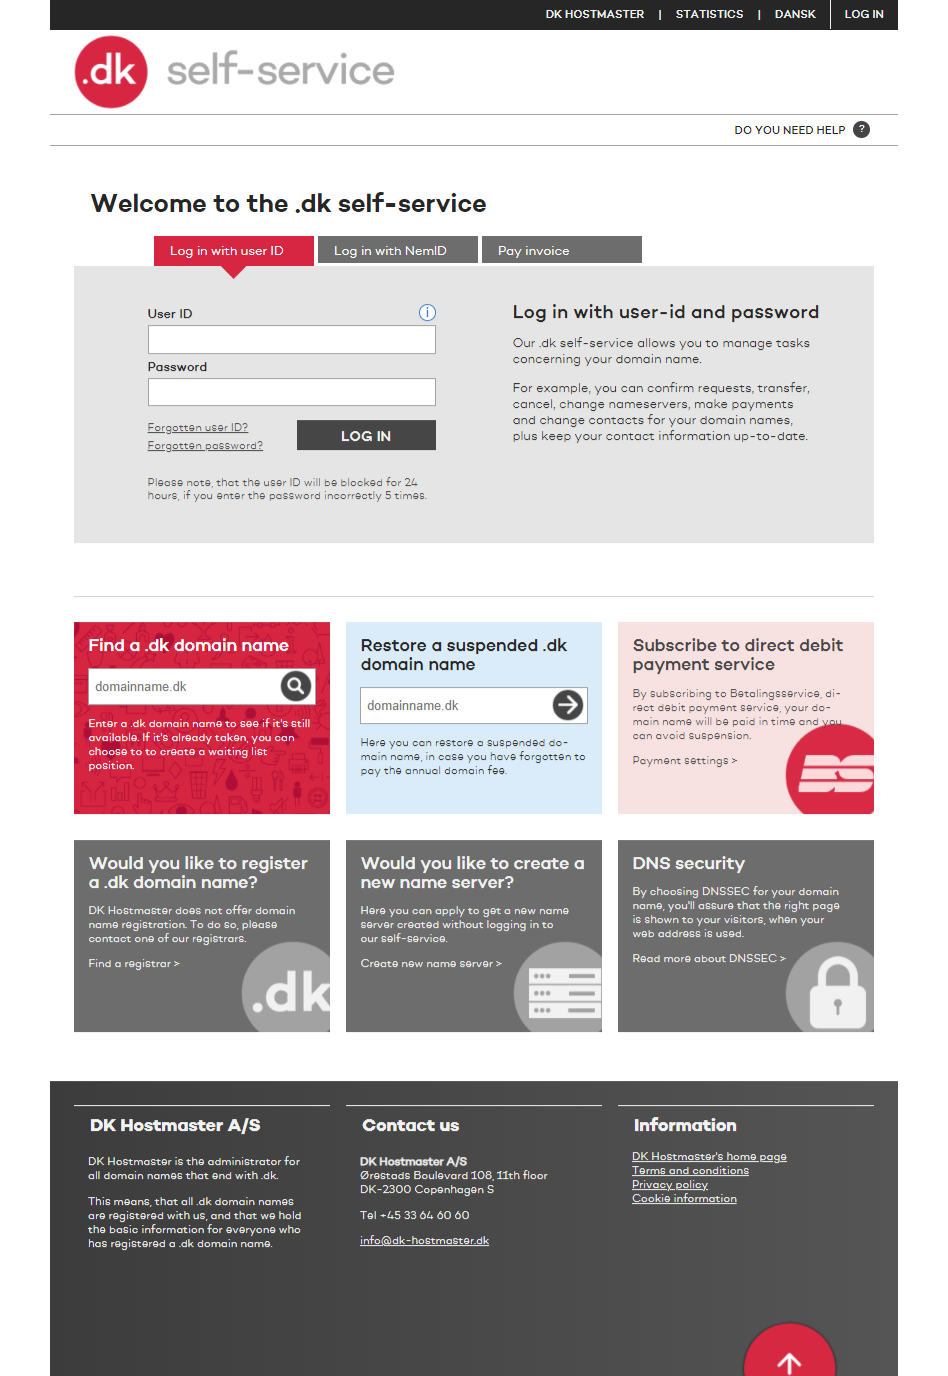 DK HOSTMASTER | STATISTICS | DANSK LOG IN
.dk self-service
DO YOU NEED HELP ?
Welcome to the .dk self-service
Log in with user ID
Log in with NemID
Pay invoice
User ID
i
Password
Forgotten user ID?
Forgotten password?
LOG IN
Please note, that the user ID will be blocked for 24
hours, if you enter the password incorrectly 5 times.
Log in with user-id and password
Our .dk self-service allows you to manage tasks
concerning your domain name.
For example, you can confirm requests, transfer,
cancel, change nameservers, make payments
and change contacts for your domain names,
plus keep your contact information up-to-date.
Find a .dk domain name
domainname.dk
Enter a .dk domain name to see if it's still
available. If it's already taken, you can
choose to to create a waiting list
position.
Restore a suspended .dk
domain name
domainname.dk
Here you can restore a suspended do-
main name, in case you have forgotten to
pay the annual domain fee.
Subscribe to direct debit
payment service
By subscribing to Betalingsservice, di-
rect debit payment service, your do-
main name will be paid in time and you
can avoid suspension.
Payment settings >
BS
Would you like to register
a .dk domain name?
DK Hostmaster does not offer domain
name registration. To do so, please
contact one of our registrars.
Find a registrar >
.dk
Would you like to create a
new name server?
Here you can apply to get a new name
server created without logging in to
our self-service.
Create new name server >
DNS security
By choosing DNSSEC for your domain
name, you'll assure that the right page
is shown to your visitors, when your
web address is used.
Read more about DNSSEC >
DK Hostmaster A/S
DK Hostmaster is the administrator for
all domain names that end with .dk.
This means, that all .dk domain names
are registered with us, and that we hold
the basic information for everyone who
has registered a .dk domain name.
Contact us
DK Hostmaster A/S
Ørestads Boulevard 108, 11th floor
DK-2300 Copenhagen S
Tel +45 33 64 60 60
info@dk-hostmaster.dk
Information
DK Hostmaster's home page
Terms and conditions
Privacy policy
Cookie information